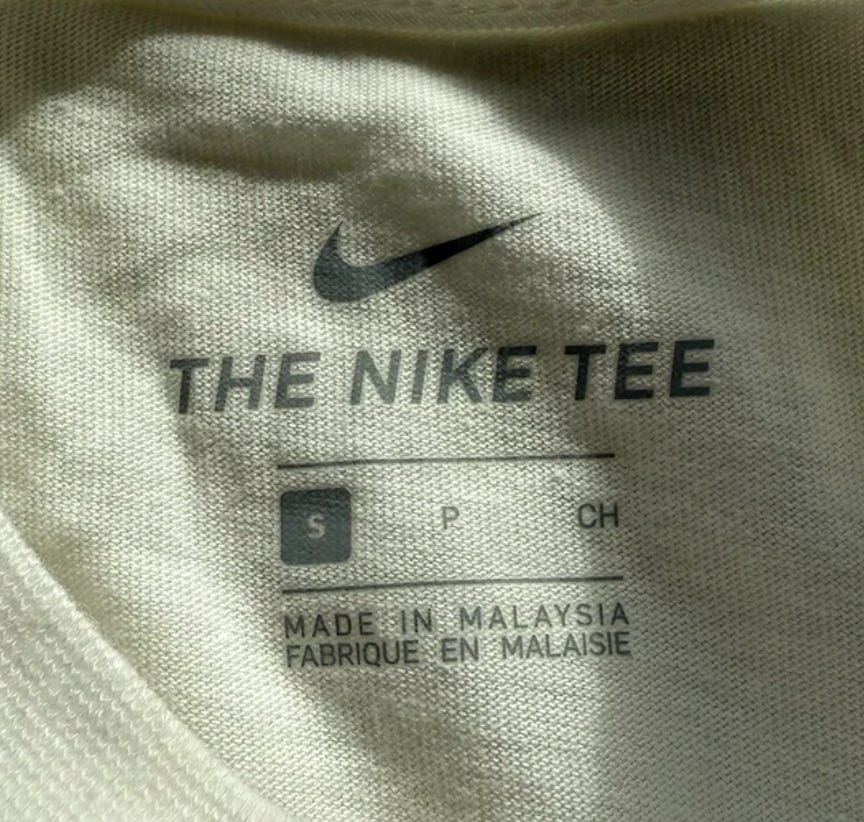 THE NIKE TEE
S P CH
MADE IN MALAYSIA
FABRIQUE EN MALAISIE